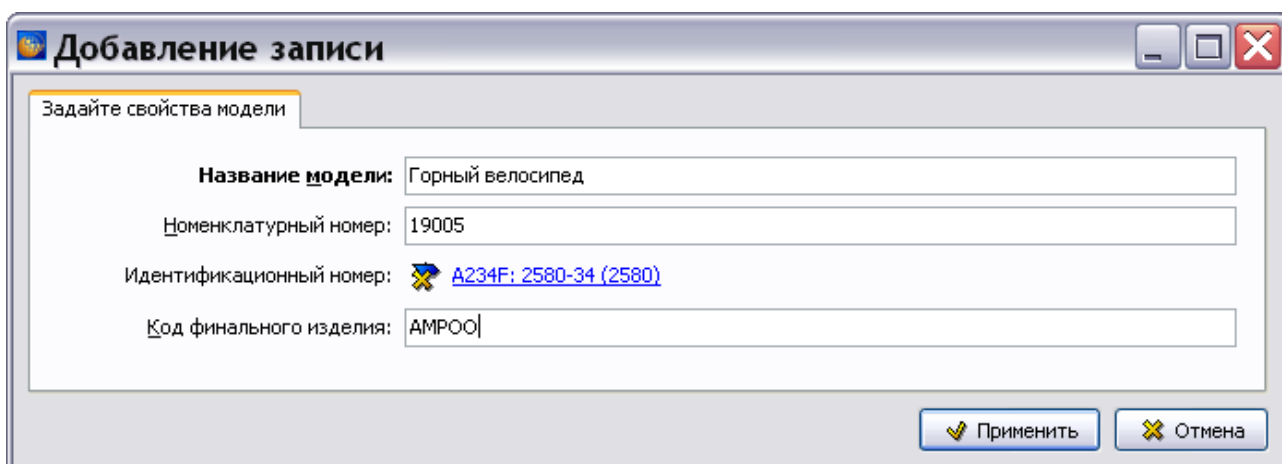 Добавление записи
Задайте свойства модели
Название модели: Горный велосипед
Номенклатурный номер: 19005
Идентификационный номер: A234F: 2580-34 (2580)
Код финального изделия: AMPOO
Применить Отмена